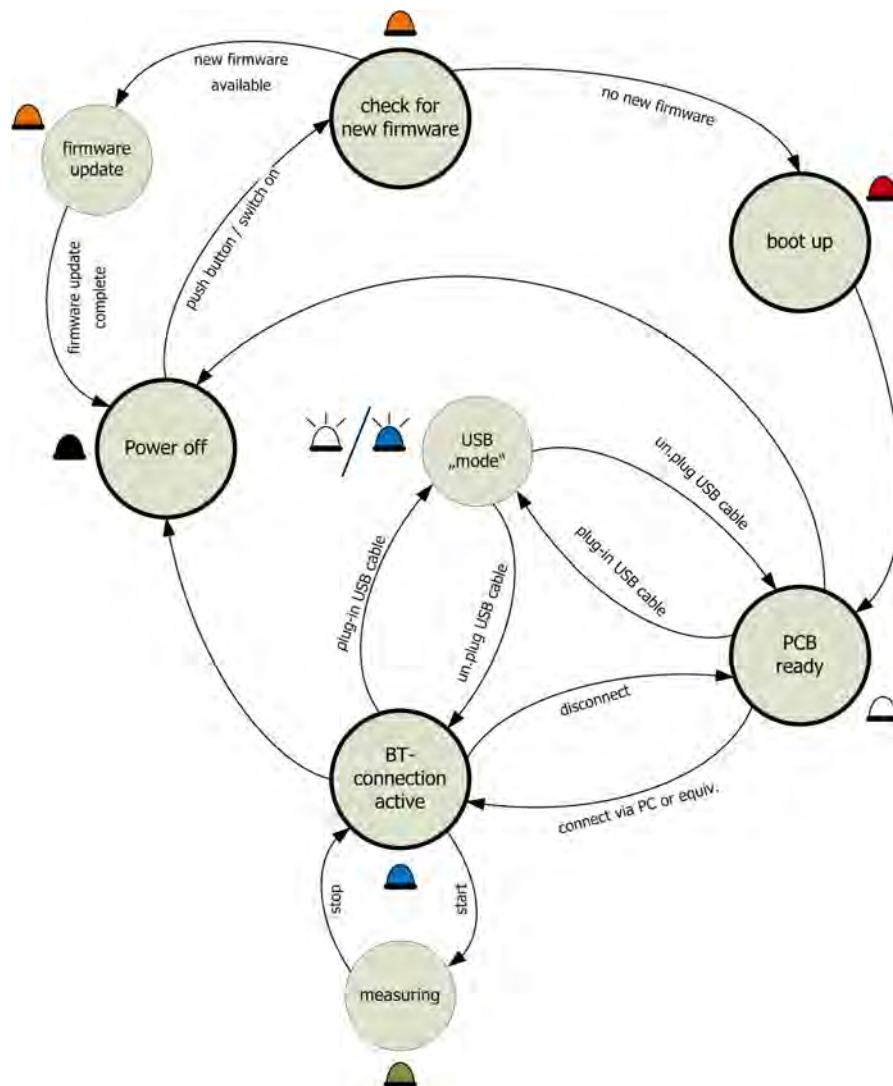 new firmware
available
check for
new firmware
no new firmware
firmware
update
boot up
push button / switch on
firmware update
complete
Power off
USB
„mode"
un.plug USB cable
plug-in USB cable
plug-in USB cable
un.plug USB cable
PCB
ready
disconnect
BT-
connection
active
connect via PC or equiv.
stop
start
measuring